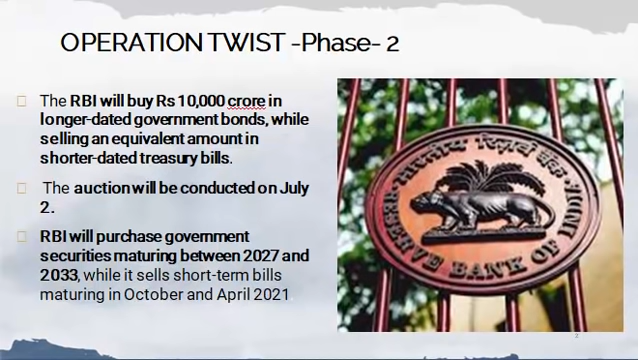 OPERATION TWIST -Phase- 2
The RBI will buy Rs 10,000 crore in
longer-dated government bonds, while
selling an equivalent amount in
shorter-dated treasury bills.
The auction will be conducted on July
2.
RBI will purchase government
securities maturing between 2027 and
2033, while it sells short-term bills
maturing in October and April 2021
भारतीय रिज़र्व बैंक
RESERVE BANK OF INDIA
2